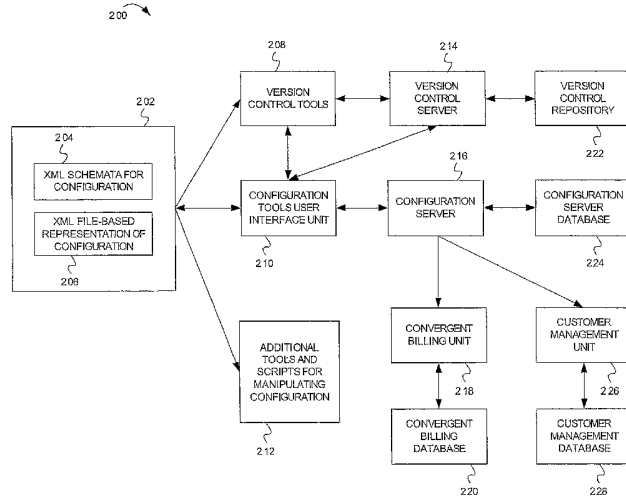 200
208
214
VERSION
CONTROL TOOLS
VERSION
CONTROL
SERVER
VERSION
CONTROL
REPOSITORY
222
202
204
XML SCHEMATA FOR
CONFIGURATION
XML FILE-BASED
REPRESENTATION OF
CONFIGURATION
206
216
CONFIGURATION
TOOLS USER
INTERFACE UNIT
210
CONFIGURATION
SERVER
CONFIGURATION
SERVER
DATABASE
224
ADDITIONAL
TOOLS AND
SCRIPTS FOR
MANIPULATING
CONFIGURATION
212
CONVERGENT
BILLING UNIT
218
CUSTOMER
MANAGEMENT
UNIT
226
CONVERGENT
BILLING
DATABASE
220
CUSTOMER
MANAGEMENT
DATABASE
228